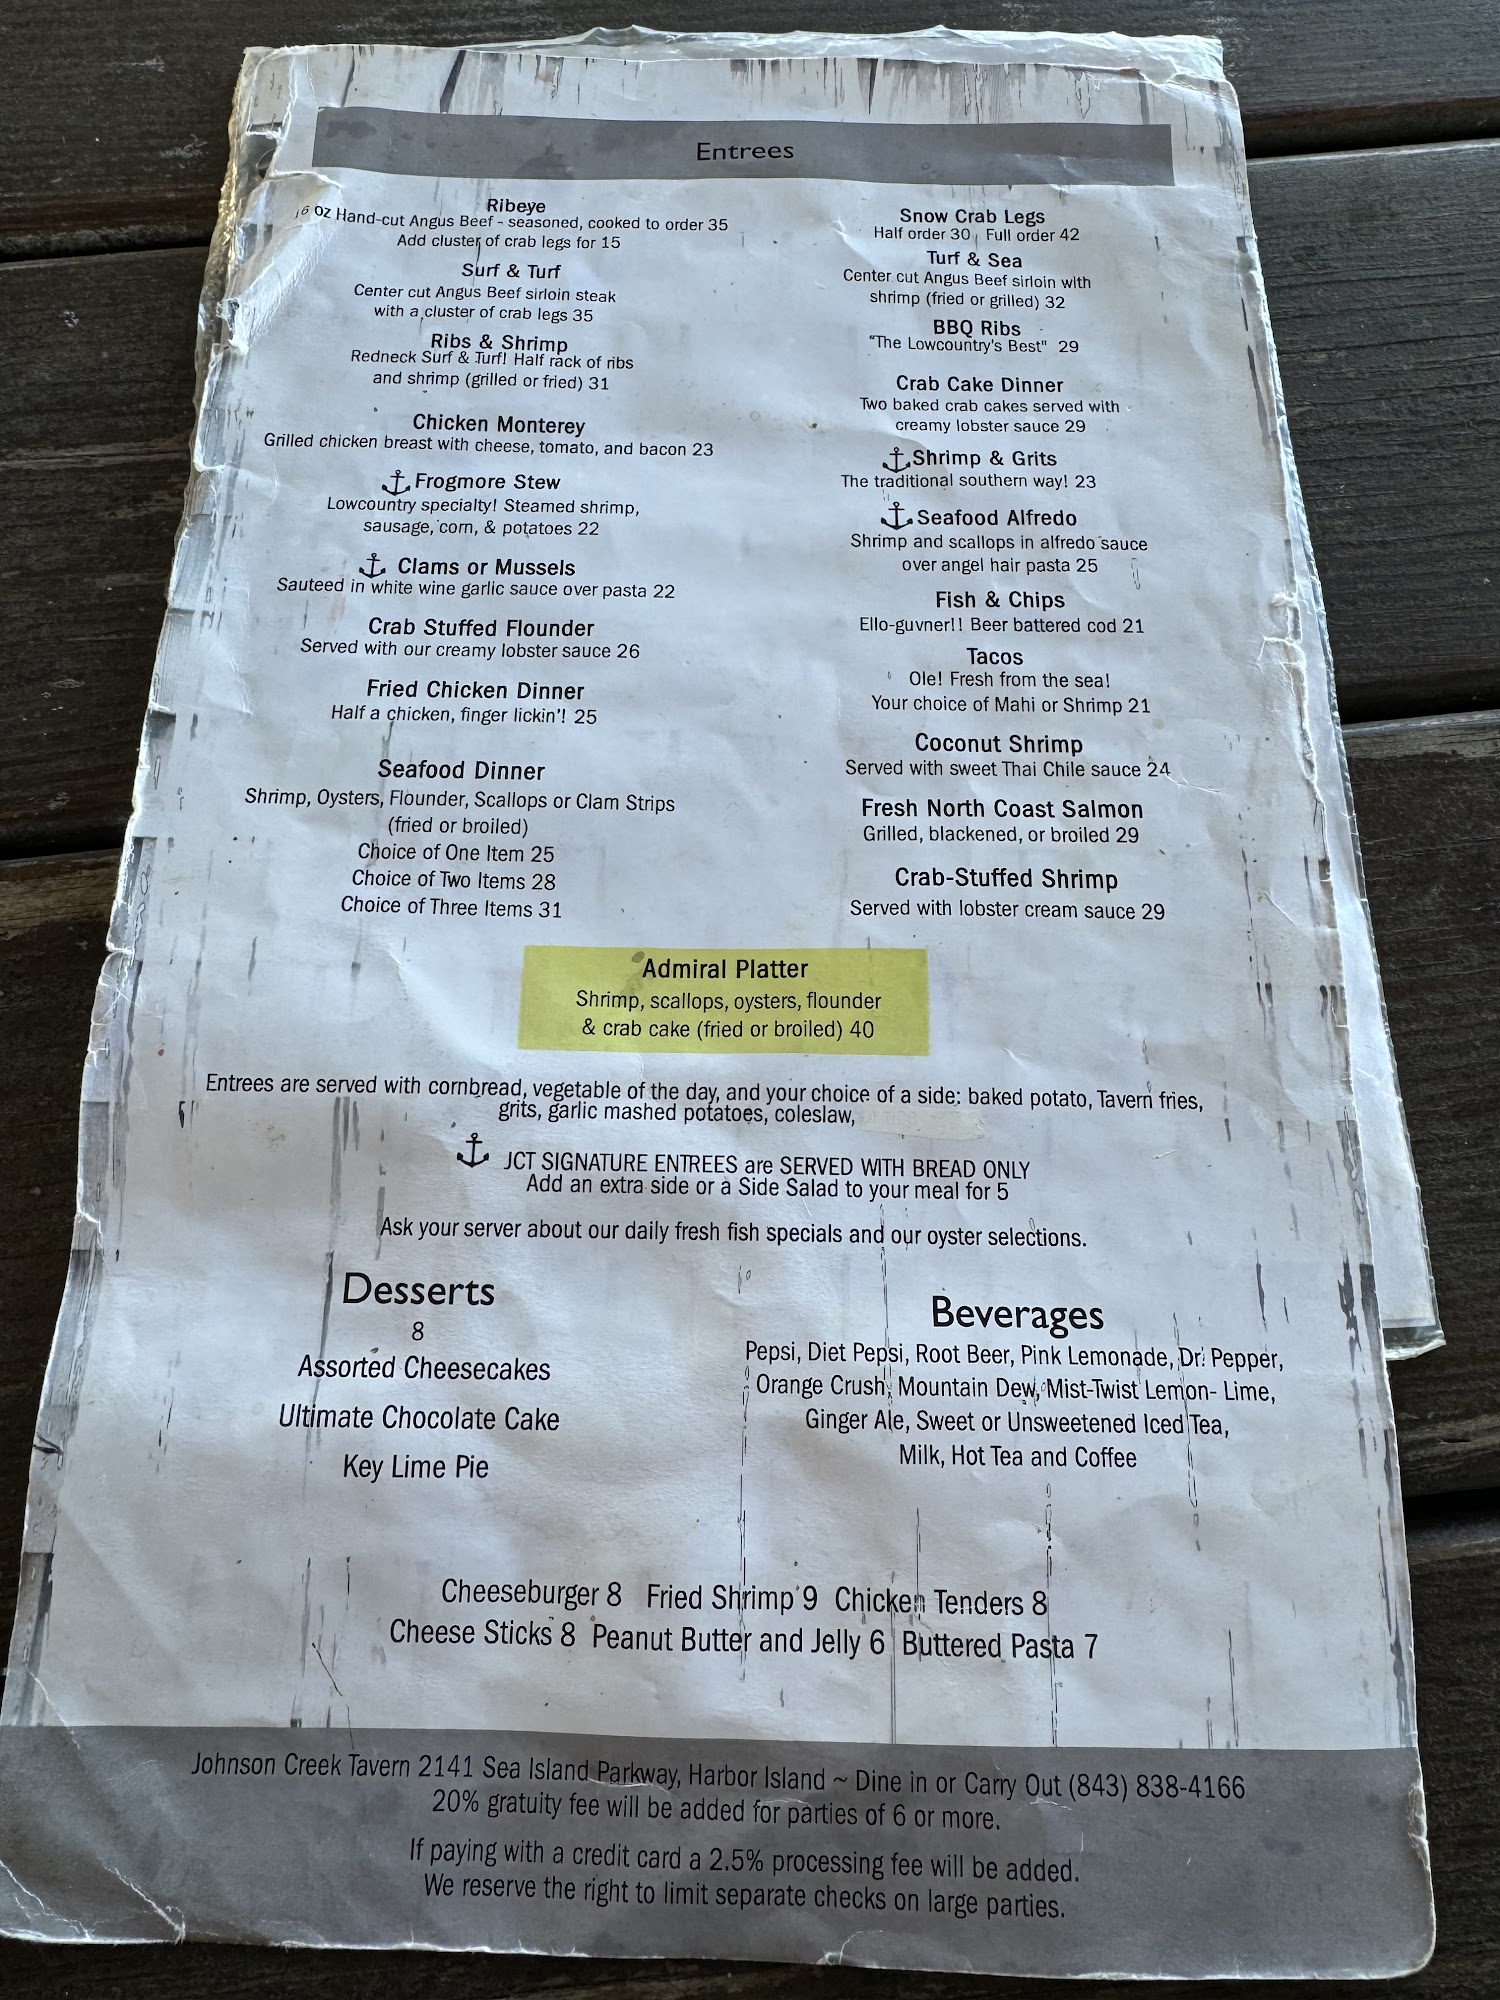 Entrees
Ribeye
16 oz Hand-cut Angus Beef - seasoned, cooked to order 35
Add cluster of crab legs for 15
Surf & Turf
Center cut Angus Beef sirloin steak
with a cluster of crab legs 35
Ribs & Shrimp
Redneck Surf & Turf! Half rack of ribs
and shrimp (grilled or fried) 31
Chicken Monterey
Grilled chicken breast with cheese, tomato, and bacon 23
Frogmore Stew
Lowcountry specialty! Steamed shrimp,
sausage, corn, & potatoes 22
Clams or Mussels
Sauteed in white wine garlic sauce over pasta 22
Crab Stuffed Flounder
Served with our creamy lobster sauce 26
Fried Chicken Dinner
Half a chicken, finger lickin'! 25
Seafood Dinner
Shrimp, Oysters, Flounder, Scallops or Clam Strips
(fried or broiled)
Choice of One Item 25
Choice of Two Items 28
Choice of Three Items 31
Snow Crab Legs
Half order 30 | Full order 42
Turf & Sea
Center cut Angus Beef sirloin with
shrimp (fried or grilled) 32
BBQ Ribs
"The Lowcountry's Best" 29
Crab Cake Dinner
Two baked crab cakes served with
creamy lobster sauce 29
Shrimp & Grits
The traditional southern way! 23
Seafood Alfredo
Shrimp and scallops in alfredo sauce
over angel hair pasta 25
Fish & Chips
Ello-guvner!! Beer battered cod 21
Tacos
Ole! Fresh from the sea!
Your choice of Mahi or Shrimp 21
Coconut Shrimp
Served with sweet Thai Chile sauce 24
Fresh North Coast Salmon
Grilled, blackened, or broiled 29
Crab-Stuffed Shrimp
Served with lobster cream sauce 29
Admiral Platter
Shrimp, scallops, oysters, flounder
& crab cake (fried or broiled) 40
Entrees are served with cornbread, vegetable of the day, and your choice of a side: baked potato, Tavern fries,
grits, garlic mashed potatoes, coleslaw,
JCT SIGNATURE ENTREES are SERVED WITH BREAD ONLY
Add an extra side or a Side Salad to your meal for 5
Ask your server about our daily fresh fish specials and our oyster selections.
Desserts
8
Assorted Cheesecakes
Ultimate Chocolate Cake
Key Lime Pie
Beverages
Pepsi, Diet Pepsi, Root Beer, Pink Lemonade, Dr. Pepper,
Orange Crush, Mountain Dew, Mist-Twist Lemon- Lime,
Ginger Ale, Sweet or Unsweetened Iced Tea,
Milk, Hot Tea and Coffee
Cheeseburger 8 Fried Shrimp 9 Chicken Tenders 8
Cheese Sticks 8 Peanut Butter and Jelly 6 Buttered Pasta 7
Johnson Creek Tavern 2141 Sea Island Parkway, Harbor Island ~ Dine in or Carry Out (843) 838-4166
20% gratuity fee will be added for parties of 6 or more.
If paying with a credit card a 2.5% processing fee will be added.
We reserve the right to limit separate checks on large parties.